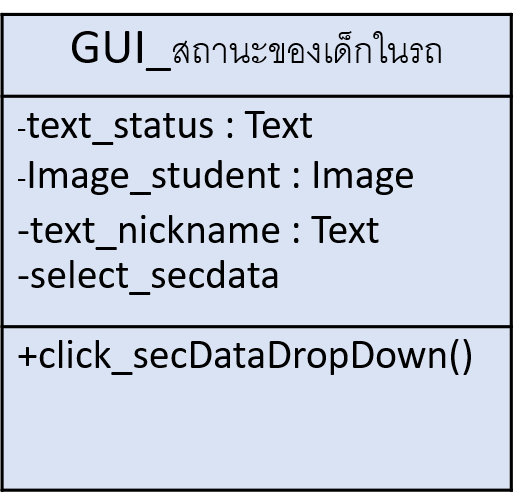 GUI_สถานะของเด็กในรถ
-text_status : Text
-Image_student : Image
-text_nickname : Text
-select_secdata
+click_secDataDropDown()